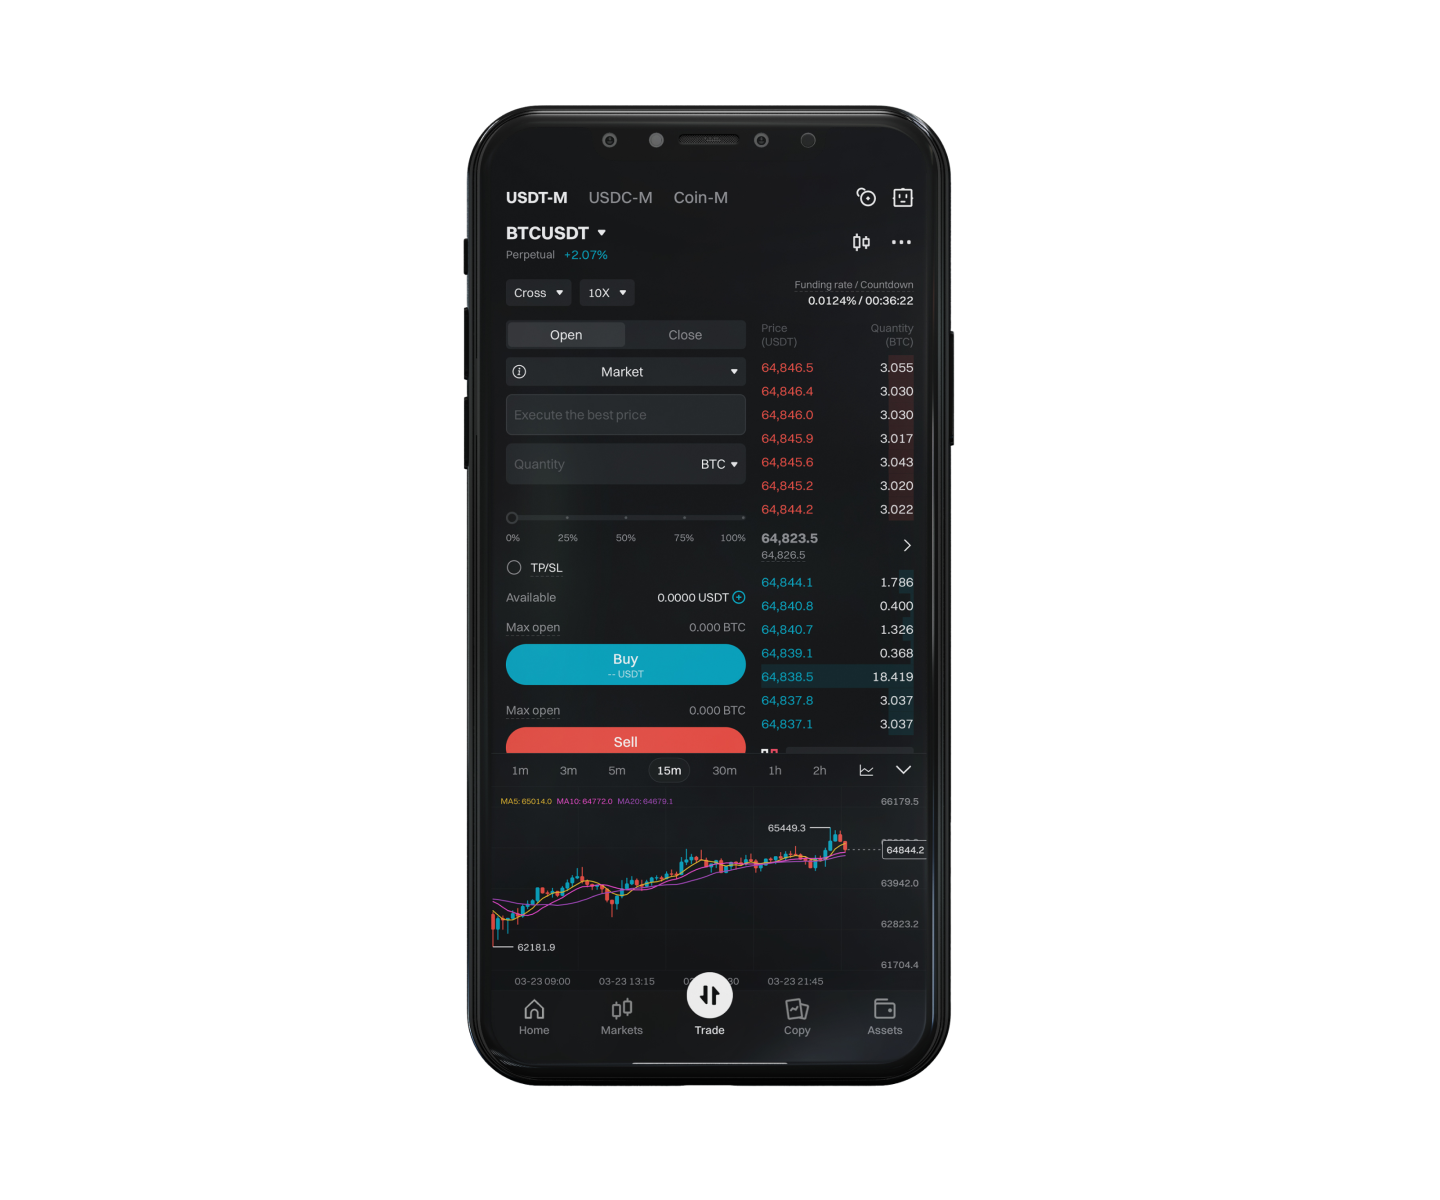 USDT-M USDC-M Coin-M
BTCUSDT
Perpetual +2.07%
Cross 10X
Funding rate / Countdown
0.0124% / 00:36:22
Open Close
Market
Execute the best price
Quantity BTC
0% 25% 50% 75% 100%
TP/SL
Available 0.0000 USDT
Max open 0.000 BTC
Buy
-- USDT
Max open 0.000 BTC
Sell
Price Quantity
(USDT) (BTC)
64,846.5 3.055
64,846.4 3.030
64,846.0 3.030
64,845.9 3.017
64,845.6 3.043
64,845.2 3.020
64,844.2 3.022
64,823.5
64,826.5
64,844.1 1.786
64,840.8 0.400
64,840.7 1.326
64,839.1 0.368
64,838.5 18.419
64,837.8 3.037
64,837.1 3.037
1m 3m 5m 15m 30m 1h 2h
MA5: 65014.0 MA10: 64772.0 MA20: 64679.1
66179.5
65449.3
64844.2
63942.0
62823.2
62181.9
61704.4
03-23 09:00 03-23 13:15 03-23 21:45
Home Markets Trade Copy Assets